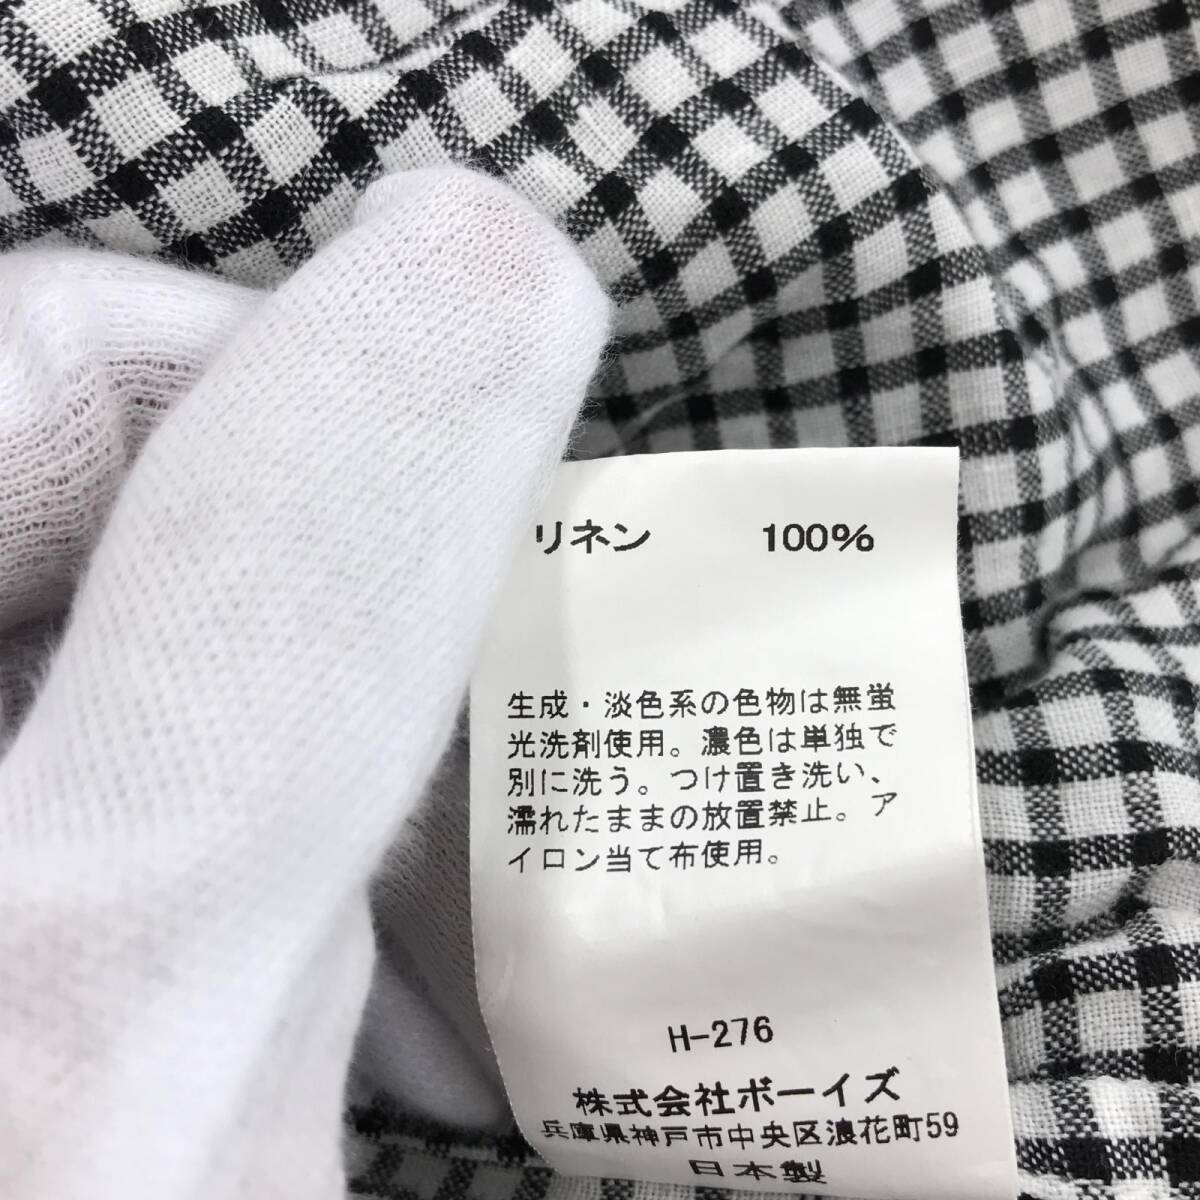 リネン 100%
生成・淡色系の色物は無蛍
光洗剤使用。濃色は単独で
別に洗う。つけ置き洗い、
濡れたままの放置禁止。ア
イロン当て布使用。
H-276
株式会社ボーイズ
兵庫県神戸市中央区浪花町59
日本製